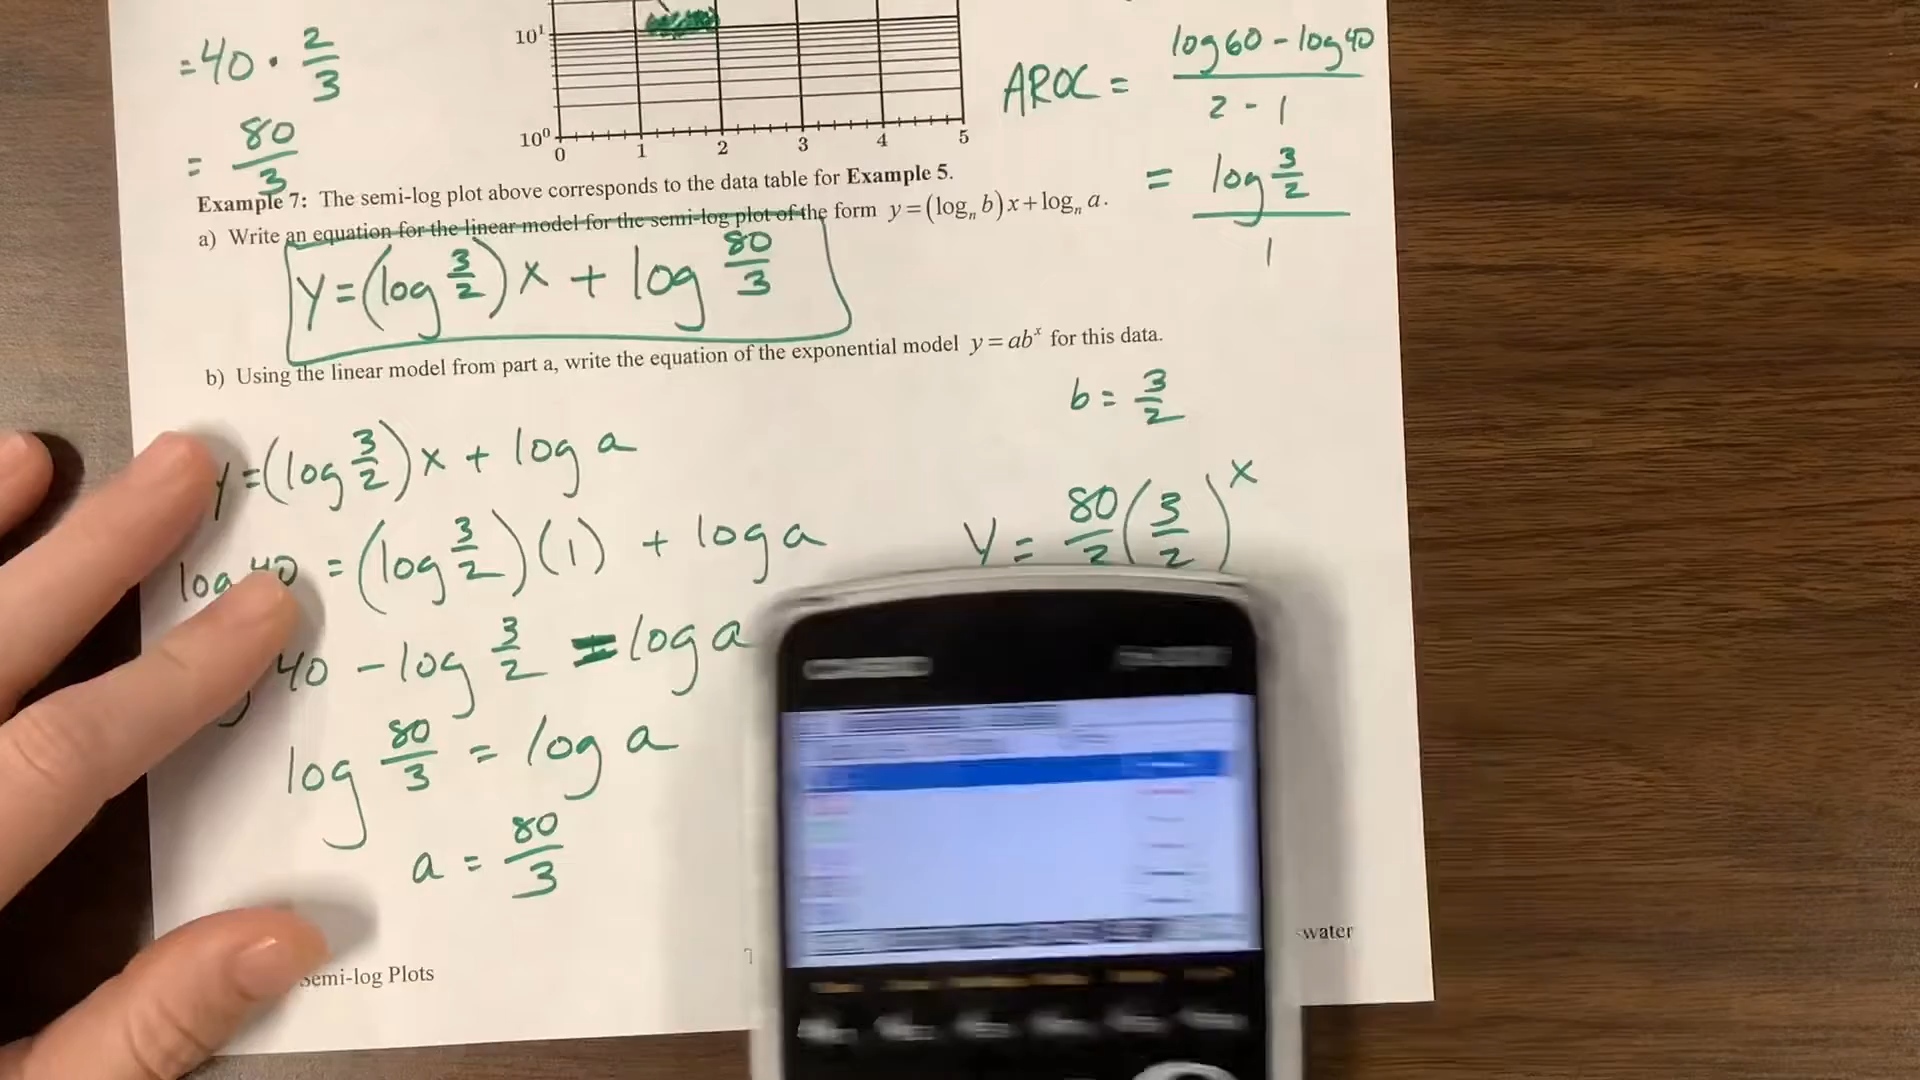 =40 · 2/3
= 80/3
10¹
10⁰
0 1 2 3 4 5
AROC = (log 60 - log 40)/(2 - 1)
= (log 3/2)/1
Example 7: The semi-log plot above corresponds to the data table for Example 5.
a) Write an equation for the linear model for the semi-log plot of the form y = (logₙ b)x + logₙ a.
y = (log 3/2) x + log 80/3
b) Using the linear model from part a, write the equation of the exponential model y = abˣ for this data.
b = 3/2
y = (log 3/2) x + log a
log 40 = (log 3/2)(1) + log a
40 - log 3/2 = log a
log 80/3 = log a
a = 80/3
y = 80/ (3/2)ˣ
Semi-log Plots
-water